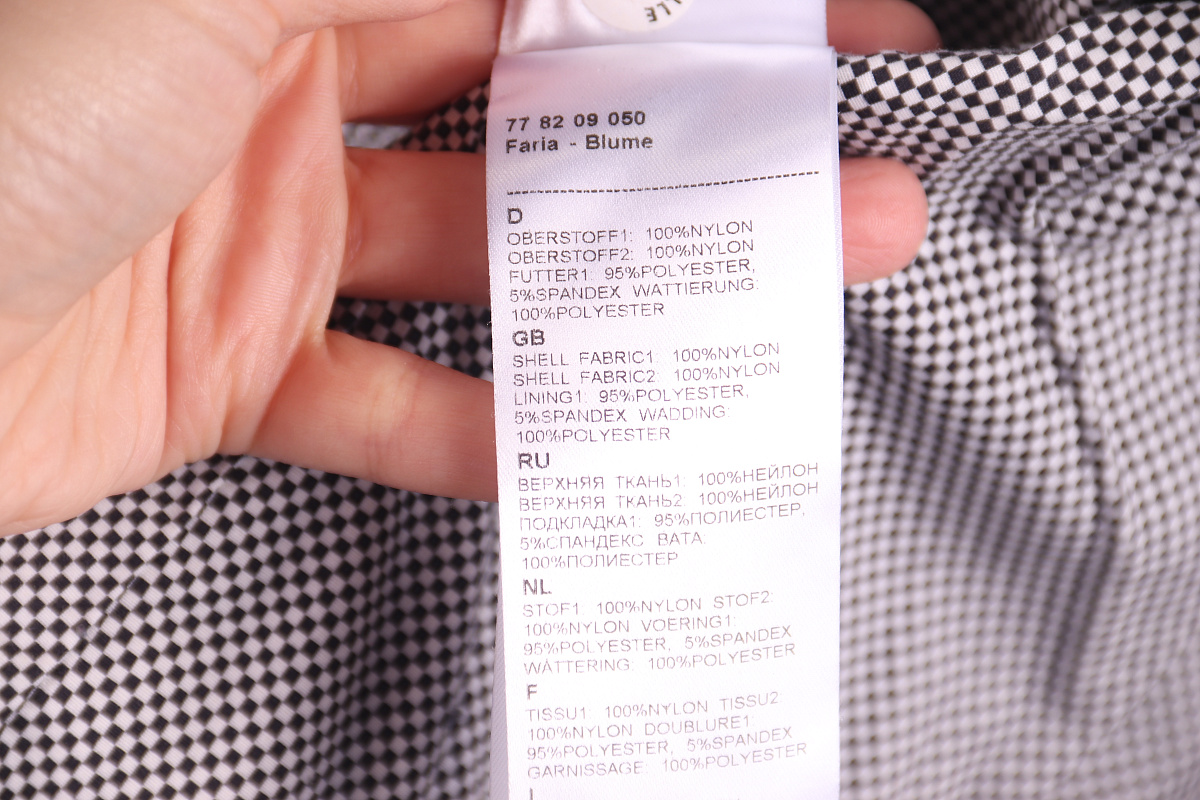 LLE
77 82 09 050
Faria - Blume
D
OBERSTOFF1: 100%NYLON
OBERSTOFF2: 100%NYLON
FUTTER1: 95%POLYESTER,
5%SPANDEX WATTIERUNG:
100%POLYESTER
GB
SHELL FABRIC1: 100%NYLON
SHELL FABRIC2: 100%NYLON
LINING1: 95%POLYESTER,
5%SPANDEX WADDING:
100%POLYESTER
RU
ВЕРХНЯЯ ТКАНЬ1: 100%НЕЙЛОН
ВЕРХНЯЯ ТКАНЬ2: 100%НЕЙЛОН
ПОДКЛАДКА1: 95%ПОЛИЕСТЕР,
5%СПАНДЕКС ВАТА:
100%ПОЛИЕСТЕР
NL
STOF1: 100%NYLON STOF2:
100%NYLON VOERING1:
95%POLYESTER, 5%SPANDEX
WATTERING: 100%POLYESTER
F
TISSU1: 100%NYLON TISSU2:
100%NYLON DOUBLURE1:
95%POLYESTER, 5%SPANDEX
GARNISSAGE: 100%POLYESTER